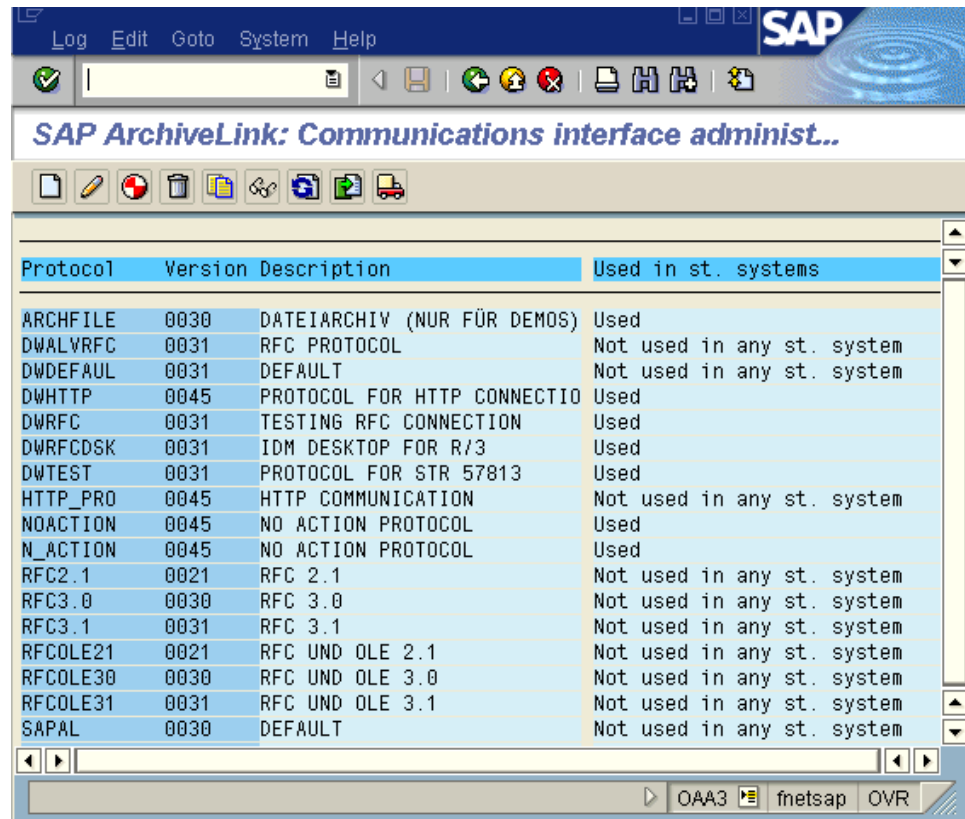 Log Edit Goto System Help
SAP
SAP ArchiveLink: Communications interface administ...
Protocol Version Description Used in st. systems
ARCHFILE 0030 DATEIARCHIV (NUR FÜR DEMOS) Used
DWALVRFC 0031 RFC PROTOCOL Not used in any st. system
DWDEFAUL 0031 DEFAULT Not used in any st. system
DWHTTP 0045 PROTOCOL FOR HTTP CONNECTIO Used
DWRFC 0031 TESTING RFC CONNECTION Used
DWRFCDSK 0031 IDM DESKTOP FOR R/3 Used
DWTEST 0031 PROTOCOL FOR STR 57813 Used
HTTP_PRO 0045 HTTP COMMUNICATION Not used in any st. system
NOACTION 0045 NO ACTION PROTOCOL Used
N_ACTION 0045 NO ACTION PROTOCOL Used
RFC2.1 0021 RFC 2.1 Not used in any st. system
RFC3.0 0030 RFC 3.0 Not used in any st. system
RFC3.1 0031 RFC 3.1 Not used in any st. system
RFCOLE21 0021 RFC UND OLE 2.1 Not used in any st. system
RFCOLE30 0030 RFC UND OLE 3.0 Not used in any st. system
RFCOLE31 0031 RFC UND OLE 3.1 Not used in any st. system
SAPAL 0030 DEFAULT Not used in any st. system
OAA3 fnetsap OVR